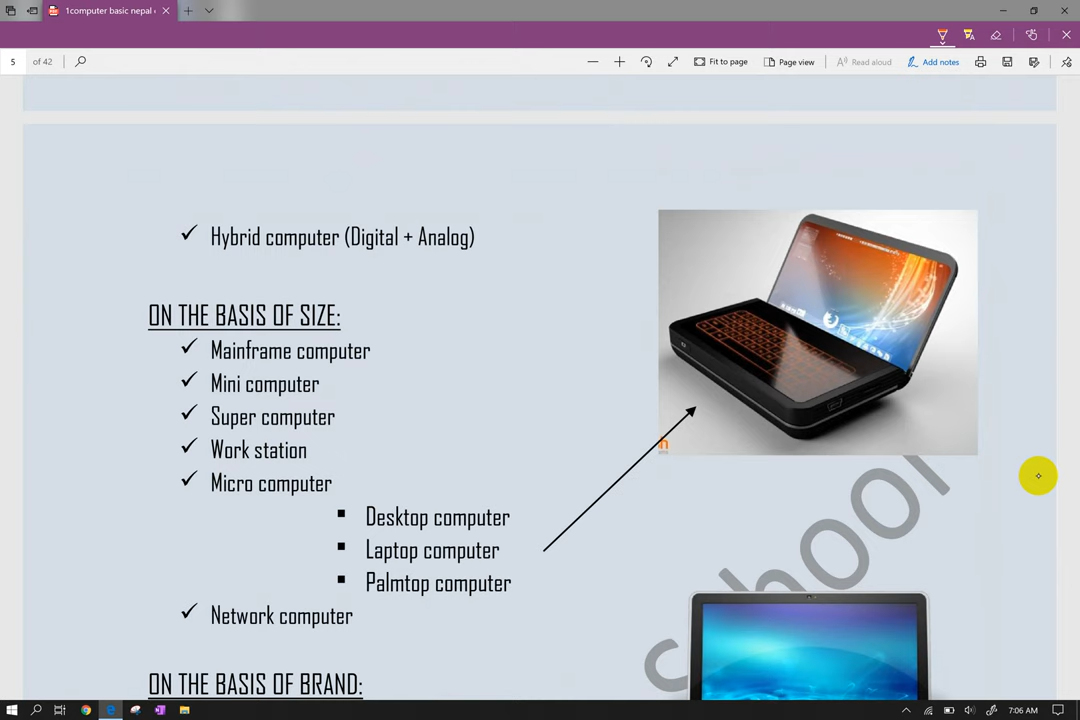 1computer basic nepal
5 of 42
Fit to page
Page view
Read aloud
Add notes
Hybrid computer (Digital + Analog)
ON THE BASIS OF SIZE:
Mainframe computer
Mini computer
Super computer
Work station
Micro computer
Desktop computer
Laptop computer
Palmtop computer
Network computer
ON THE BASIS OF BRAND:
7:06 AM